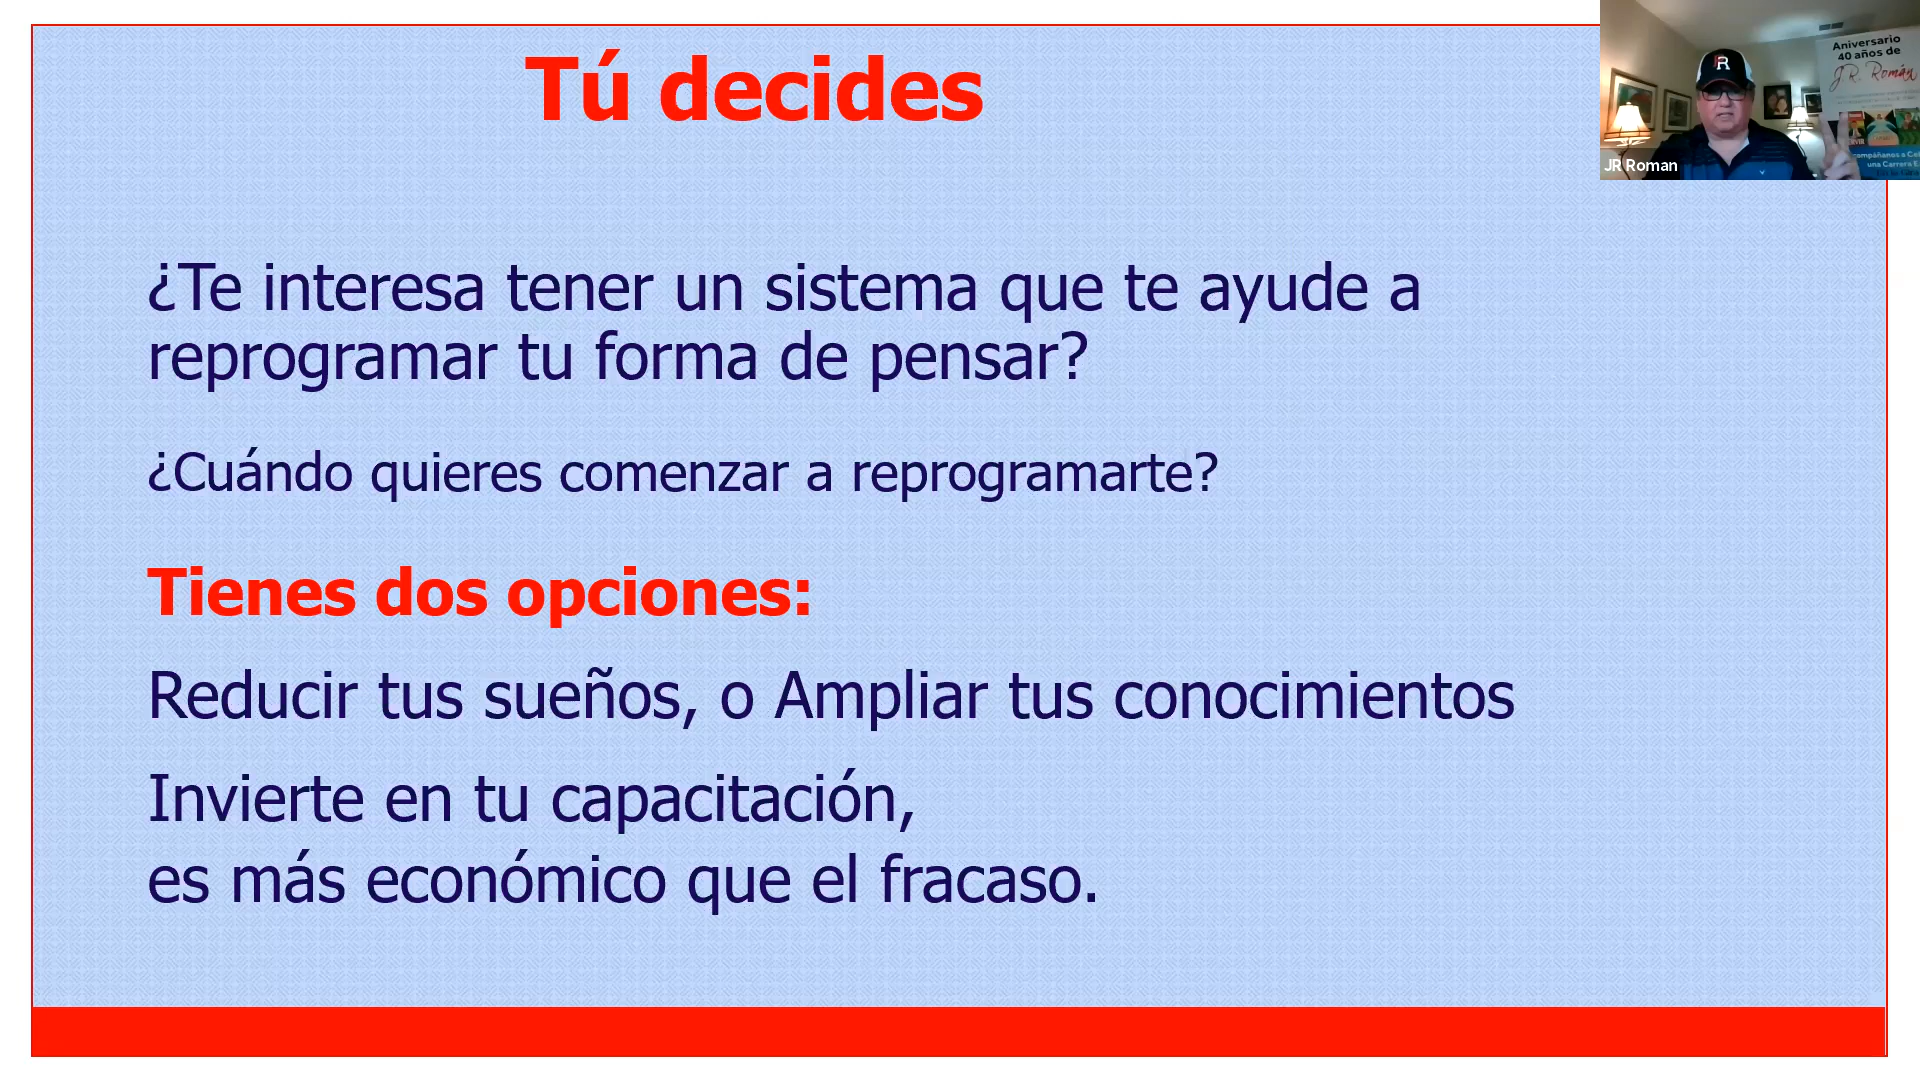 Tú decides
¿Te interesa tener un sistema que te ayude a
reprogramar tu forma de pensar?
¿Cuándo quieres comenzar a reprogramarte?
Tienes dos opciones:
Reducir tus sueños, o Ampliar tus conocimientos
Invierte en tu capacitación,
es más económico que el fracaso.
R
Aniversario
40 años de
J.R. Román
una Carrera
JR Roman